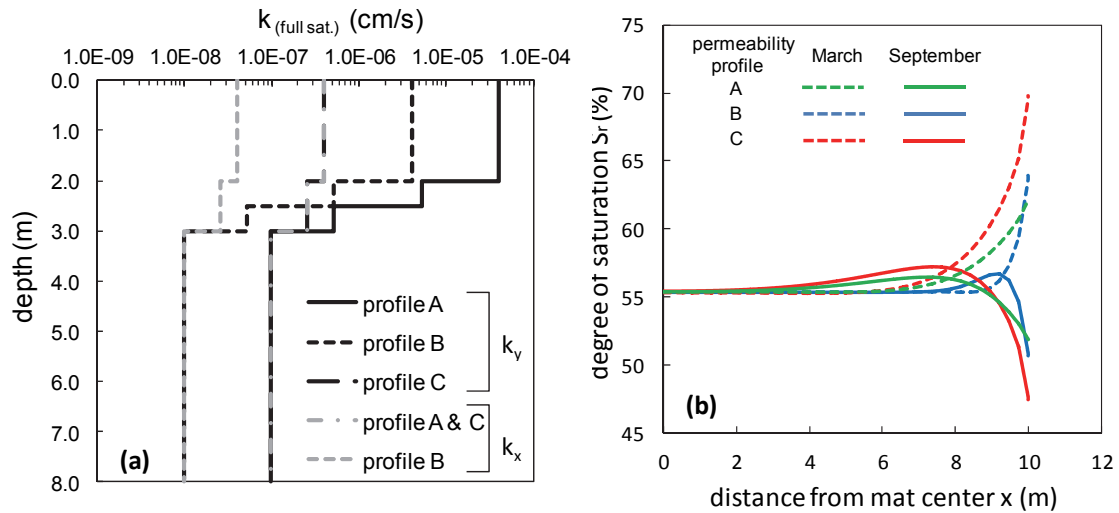 k (full sat.) (cm/s)
1.0E-09 1.0E-08 1.0E-07 1.0E-06 1.0E-05 1.0E-04
0.0
1.0
2.0
3.0
4.0
5.0
6.0
7.0
8.0
depth (m)
profile A
profile B
profile C
ky
profile A & C
profile B
kx
(a)
75
70
65
60
55
50
45
degree of saturation Sr (%)
permeability profile March September
A
B
C
(b)
0 2 4 6 8 10 12
distance from mat center x (m)